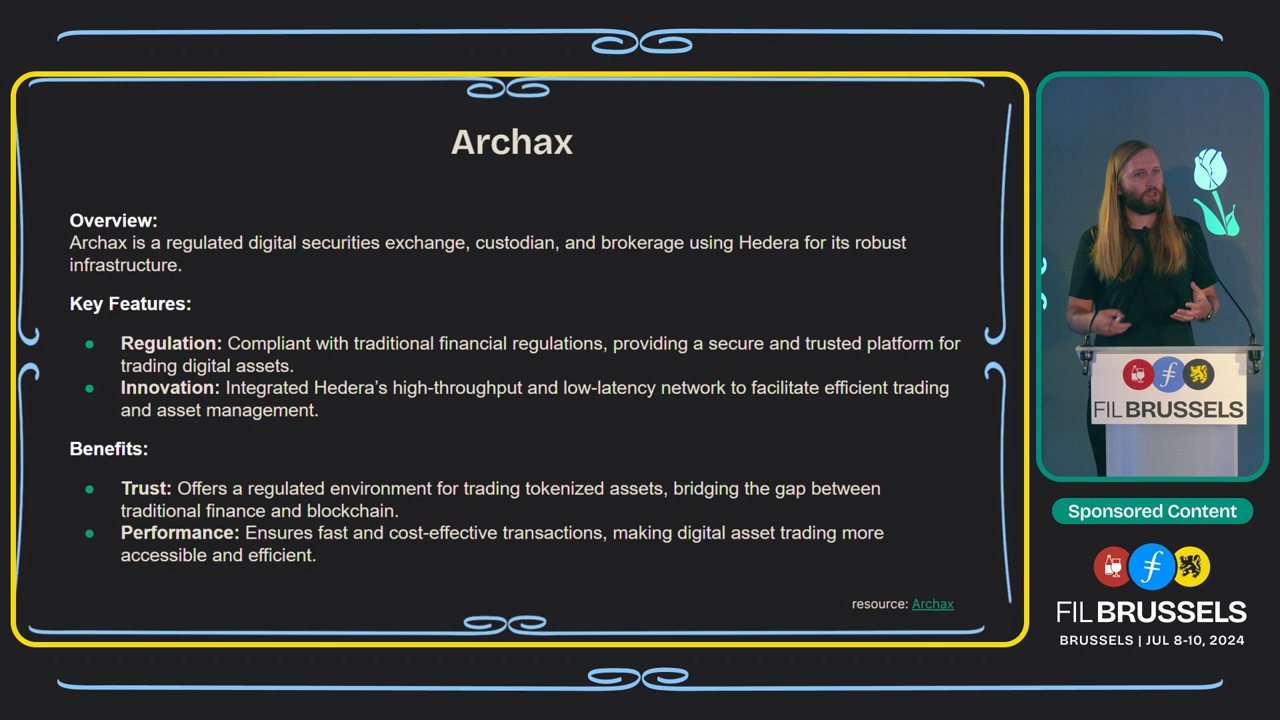 Archax
Overview:
Archax is a regulated digital securities exchange, custodian, and brokerage using Hedera for its robust
infrastructure.
Key Features:
● Regulation: Compliant with traditional financial regulations, providing a secure and trusted platform for
trading digital assets.
● Innovation: Integrated Hedera’s high-throughput and low-latency network to facilitate efficient trading
and asset management.
Benefits:
● Trust: Offers a regulated environment for trading tokenized assets, bridging the gap between
traditional finance and blockchain.
● Performance: Ensures fast and cost-effective transactions, making digital asset trading more
accessible and efficient.
resource: Archax
FIL BRUSSELS
Sponsored Content
FIL BRUSSELS
BRUSSELS | JUL 8-10, 2024